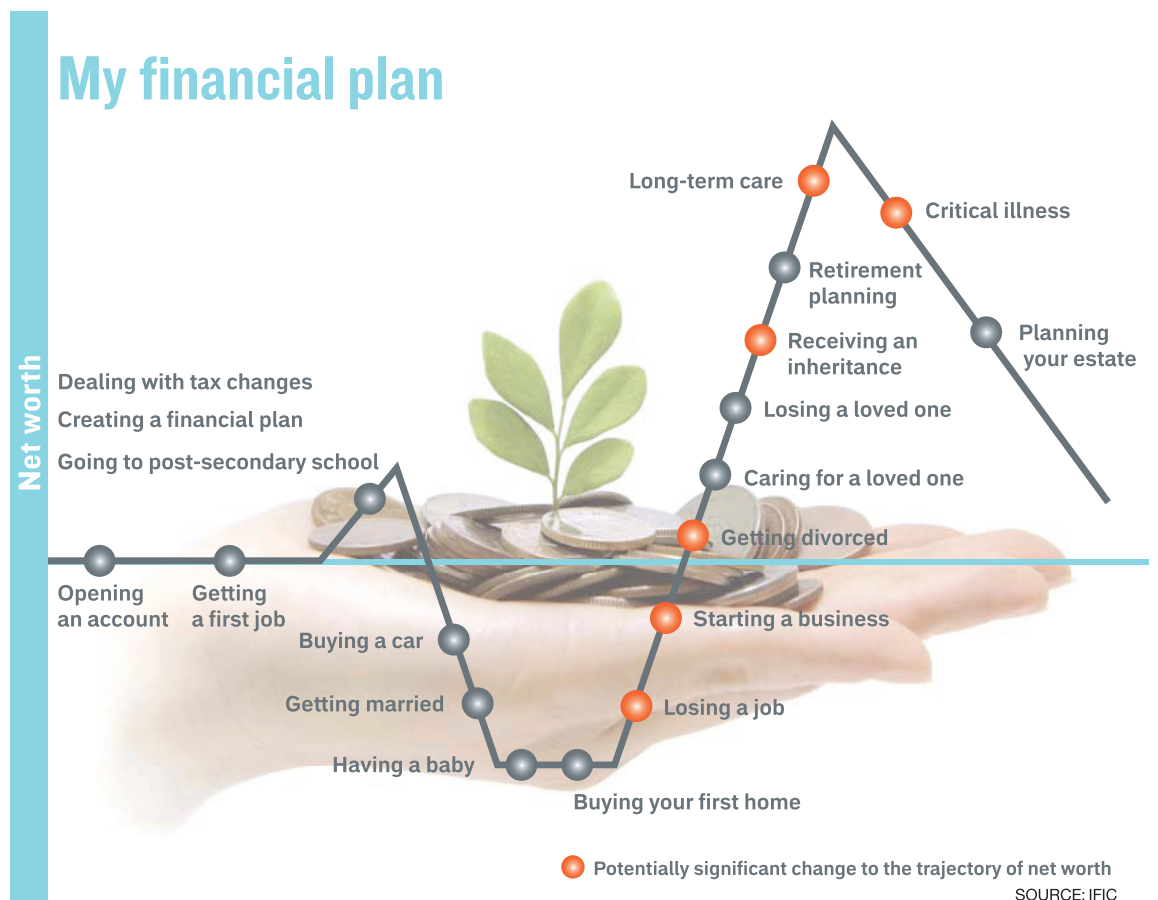 My financial plan
Net worth
Long-term care
Critical illness
Retirement
planning
Receiving an
inheritance
Planning
your estate
Dealing with tax changes
Creating a financial plan
Going to post-secondary school
Losing a loved one
Caring for a loved one
Getting divorced
Opening
an account
Getting
a first job
Starting a business
Buying a car
Getting married
Losing a job
Having a baby
Buying your first home
Potentially significant change to the trajectory of net worth
SOURCE: IFIC